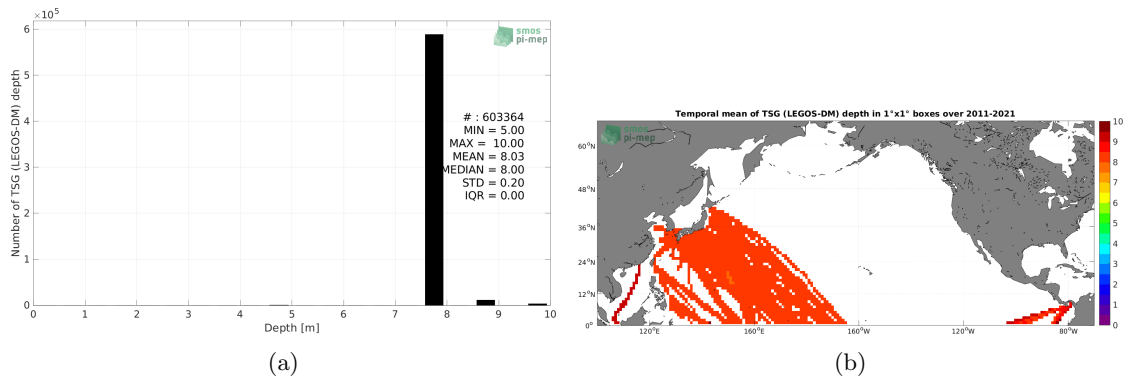 ×10⁵
6
5
4
3
2
1
0
Number of TSG (LEGOS-DM) depth
smos
pi-mep
# : 603364
MIN = 5.00
MAX = 10.00
MEAN = 8.03
MEDIAN = 8.00
STD = 0.20
IQR = 0.00
0 1 2 3 4 5 6 7 8 9 10
Depth [m]
(a)
Temporal mean of TSG (LEGOS-DM) depth in 1°x1° boxes over 2011-2021
smos
pi-mep
60°N
48°N
36°N
24°N
12°N
0°
120°E 160°E 160°W 120°W 80°W
10
9
8
7
6
5
4
3
2
1
0
(b)